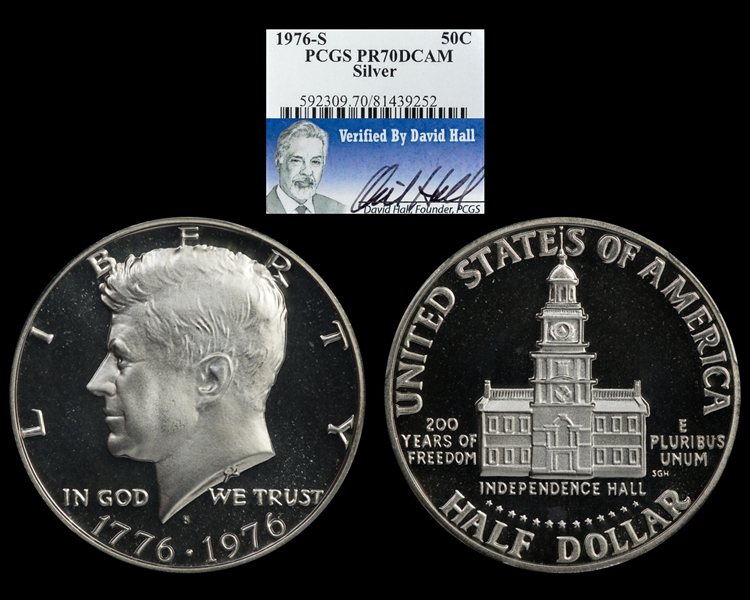 1976-S 50C
PCGS PR70DCAM
Silver
592309.70/81439252
Verified By David Hall
David Hall
David Hall, Founder, PCGS
LIBERTY
IN GOD WE TRUST
S
1776 · 1976
UNITED STATES OF AMERICA
200
YEARS OF
FREEDOM
E
PLURIBUS
UNUM
SGH
INDEPENDENCE HALL
HALF DOLLAR